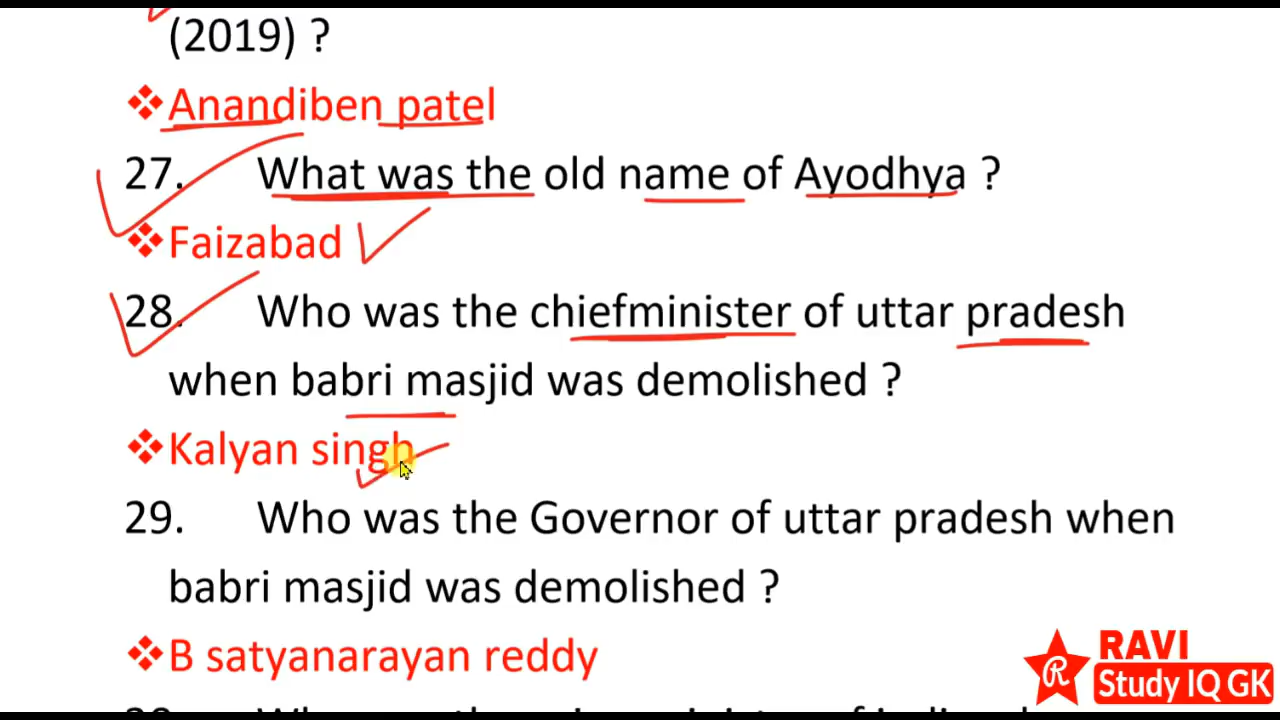 (2019) ?
❖Anandiben patel
27. What was the old name of Ayodhya ?
❖Faizabad
28. Who was the chiefminister of uttar pradesh
when babri masjid was demolished ?
❖Kalyan singh
29. Who was the Governor of uttar pradesh when
babri masjid was demolished ?
❖B satyanarayan reddy
RAVI
R Study IQ GK